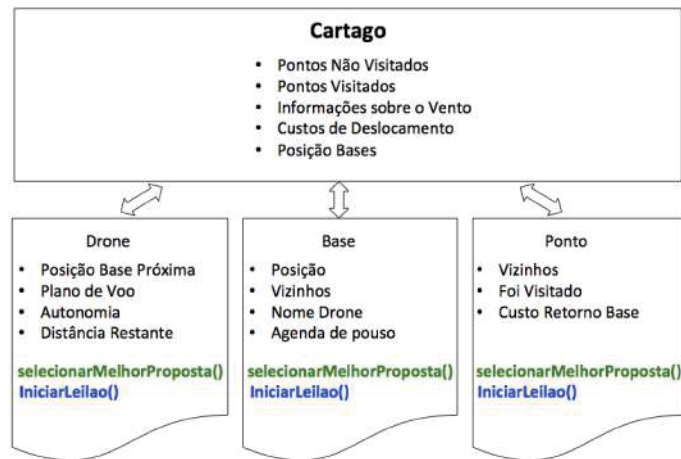 Cartago
• Pontos Não Visitados
• Pontos Visitados
• Informações sobre o Vento
• Custos de Deslocamento
• Posição Bases
Drone
• Posição Base Próxima
• Plano de Voo
• Autonomia
• Distância Restante
selecionarMelhorProposta()
IniciarLeilao()
Base
• Posição
• Vizinhos
• Nome Drone
• Agenda de pouso
selecionarMelhorProposta()
IniciarLeilao()
Ponto
• Vizinhos
• Foi Visitado
• Custo Retorno Base
selecionarMelhorProposta()
IniciarLeilao()